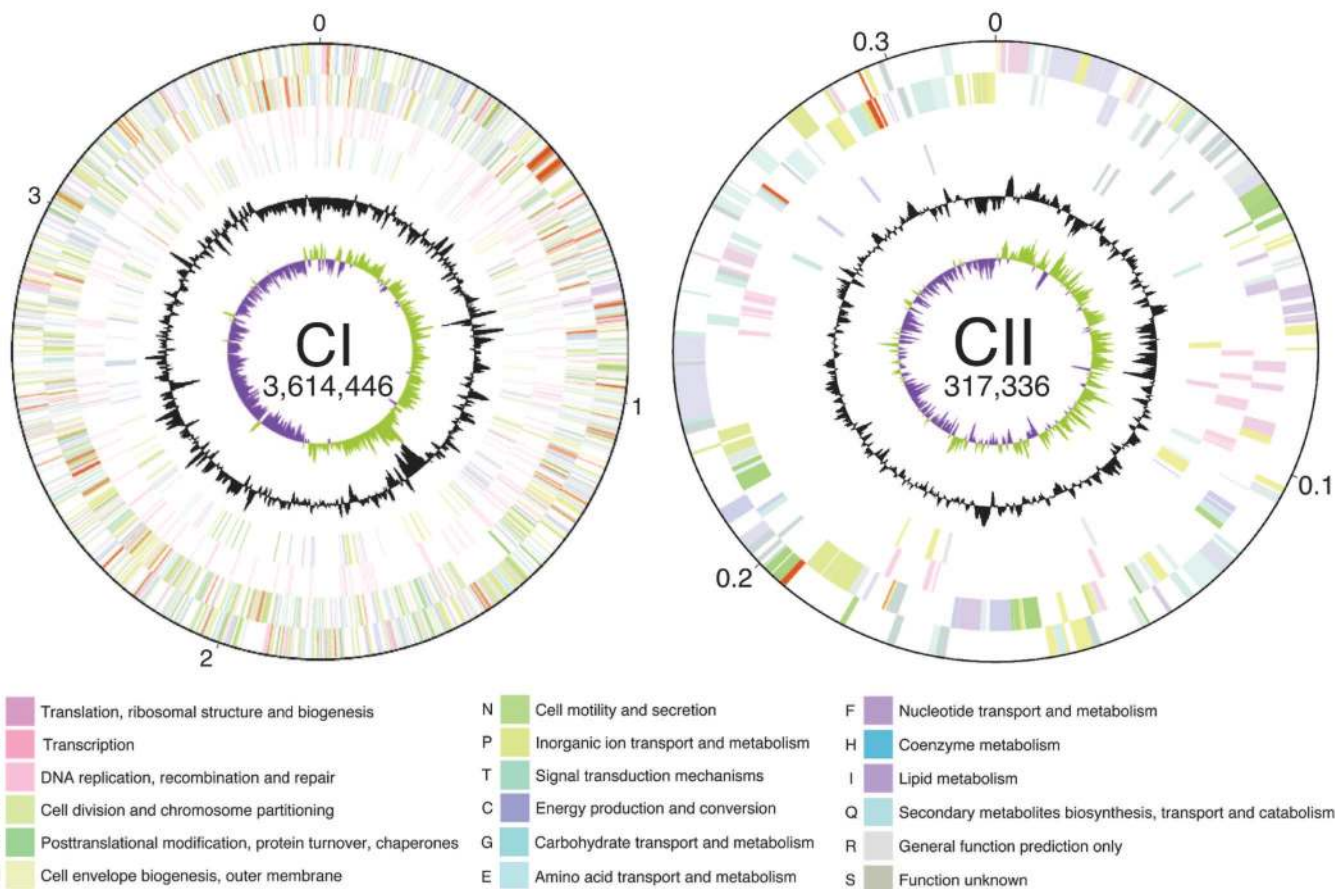 0
3
CI
3,614,446
1
2
0
0.3
CII
317,336
0.1
0.2
Translation, ribosomal structure and biogenesis
Transcription
DNA replication, recombination and repair
Cell division and chromosome partitioning
Posttranslational modification, protein turnover, chaperones
Cell envelope biogenesis, outer membrane
N Cell motility and secretion
P Inorganic ion transport and metabolism
T Signal transduction mechanisms
C Energy production and conversion
G Carbohydrate transport and metabolism
E Amino acid transport and metabolism
F Nucleotide transport and metabolism
H Coenzyme metabolism
I Lipid metabolism
Q Secondary metabolites biosynthesis, transport and catabolism
R General function prediction only
S Function unknown